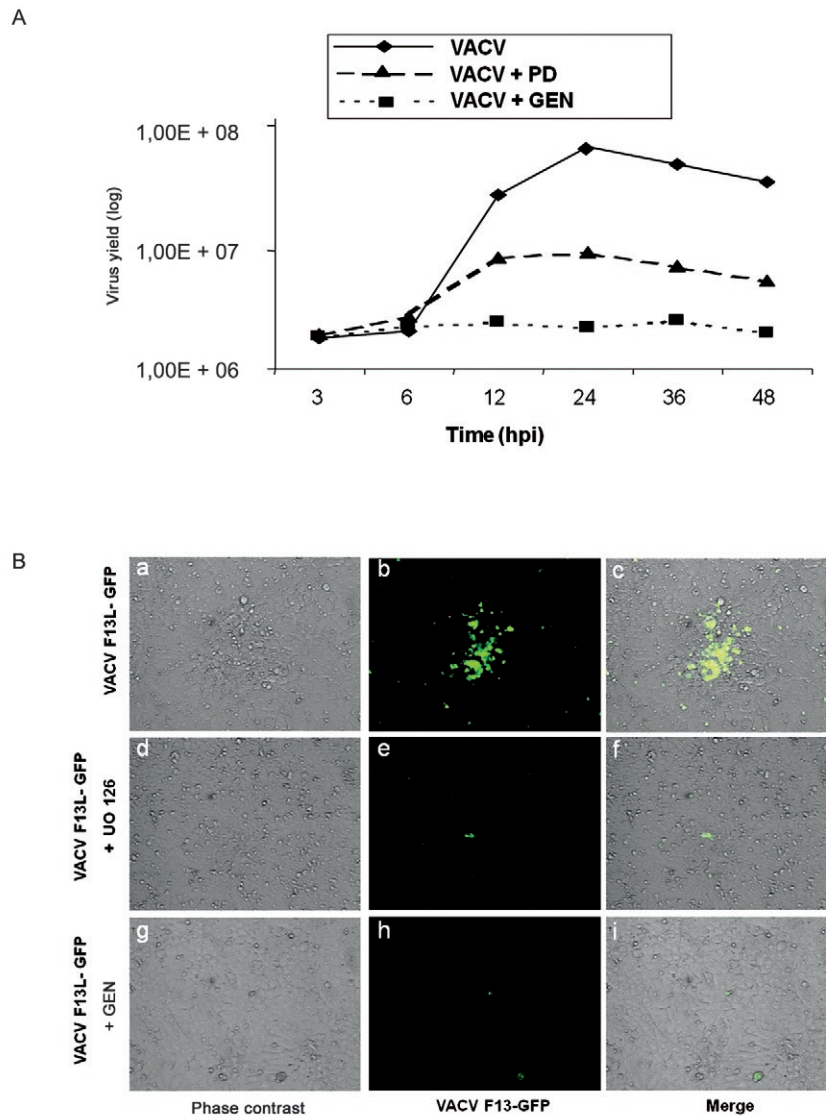 A
VACV
VACV + PD
VACV + GEN
Virus yield (log)
1,00E + 08
1,00E + 07
1,00E + 06
3 6 12 24 36 48
Time (hpi)
B
VACV F13L- GFP
a b c
VACV F13L- GFP
+ UO 126
d e f
VACV F13L- GFP
+ GEN
g h i
Phase contrast VACV F13-GFP Merge